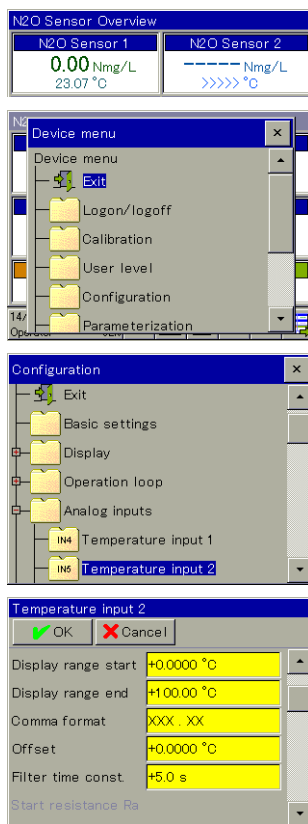 N2O Sensor Overview
N2O Sensor 1
N2O Sensor 2
0.00 Nmg/L
----- Nmg/L
23.07 °C
>>>>> °C
N2
Device menu
Device menu
Exit
Logon/logoff
Calibration
User level
Configuration
14/
Parameterization
Configuration
Exit
Basic settings
Display
Operation loop
Analog inputs
IN4 Temperature input 1
IN5 Temperature input 2
Temperature input 2
OK Cancel
Display range start +0.0000 °C
Display range end +100.00 °C
Comma format XXX . XX
Offset +0.0000 °C
Filter time const. +5.0 s
Start resistance Ra